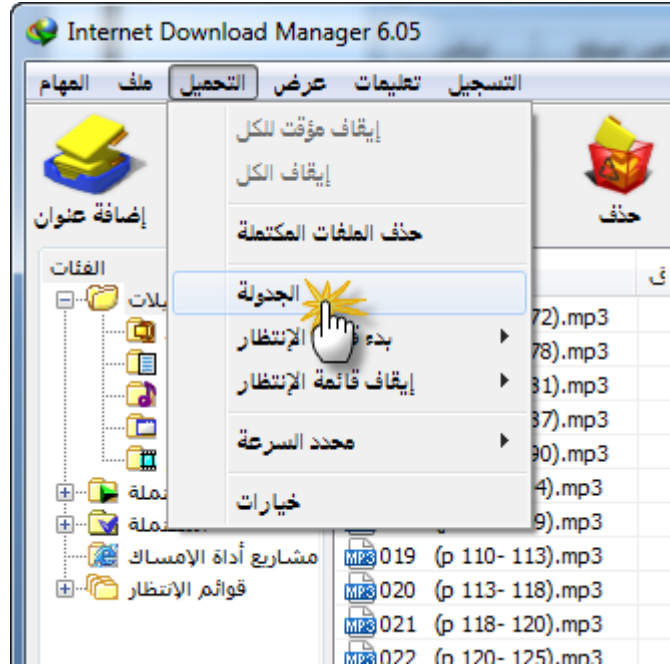 Internet Download Manager 6.05
المهام ملف التحميل عرض تعليمات التسجيل
إضافة عنوان
حذف
إيقاف مؤقت للكل
إيقاف الكل
حذف الملفات المكتملة
الجدولة
بدء الإنتظار
إيقاف قائمة الإنتظار
محدد السرعة
خيارات
الفئات
مشاريع أداة الإمساك
قوائم الانتظار
ق
72).mp3
78).mp3
31).mp3
37).mp3
90).mp3
4).mp3
9).mp3
019 (p 110- 113).mp3
020 (p 113- 118).mp3
021 (p 118- 120).mp3
022 (p 120- 125).mp3